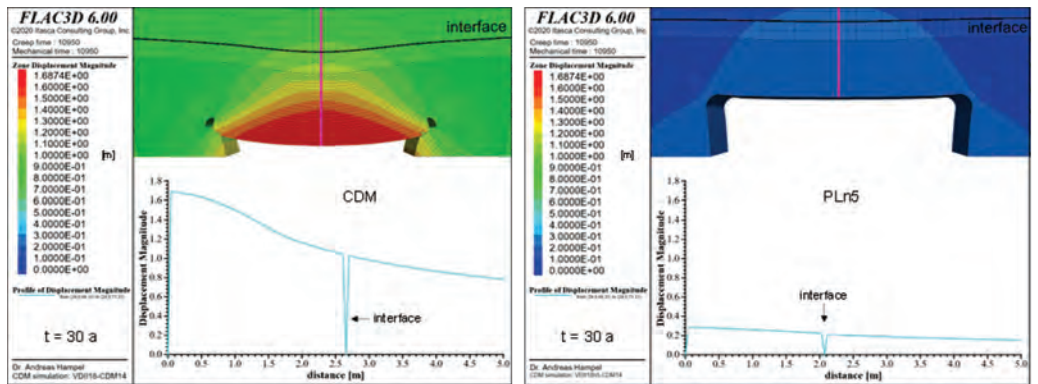 FLAC3D 6.00
©2020 Itasca Consulting Group, Inc
Creep time : 10950
Mechanical time : 10950
Zone Displacement Magnitude
1.6874E+00
1.6000E+00
1.5000E+00
1.4000E+00
1.3000E+00
1.2000E+00
1.1000E+00
1.0000E+00
9.0000E-01
8.0000E-01
7.0000E-01
6.0000E-01
5.0000E-01
4.0000E-01
3.0000E-01
2.0000E-01
1.0000E-01
0.0000E+00
[m]
Profile of Displacement Magnitude
t = 30 a
Dr. Andreas Hampel
interface
CDM
interface
Displacement Magnitude
1.8
1.6
1.4
1.2
1.0
0.8
0.6
0.4
0.2
0.0
0.0 0.5 1.0 1.5 2.0 2.5 3.0 3.5 4.0 4.5 5.0
distance [m]
FLAC3D 6.00
©2020 Itasca Consulting Group, Inc
Creep time : 10950
Mechanical time : 10950
Zone Displacement Magnitude
1.6874E+00
1.6000E+00
1.5000E+00
1.4000E+00
1.3000E+00
1.2000E+00
1.1000E+00
1.0000E+00
9.0000E-01
8.0000E-01
7.0000E-01
6.0000E-01
5.0000E-01
4.0000E-01
3.0000E-01
2.0000E-01
1.0000E-01
0.0000E+00
[m]
Profile of Displacement Magnitude
t = 30 a
Dr. Andreas Hampel
interface
PLn5
interface
Displacement Magnitude
1.8
1.6
1.4
1.2
1.0
0.8
0.6
0.4
0.2
0.0
0.0 0.5 1.0 1.5 2.0 2.5 3.0 3.5 4.0 4.5 5.0
distance [m]